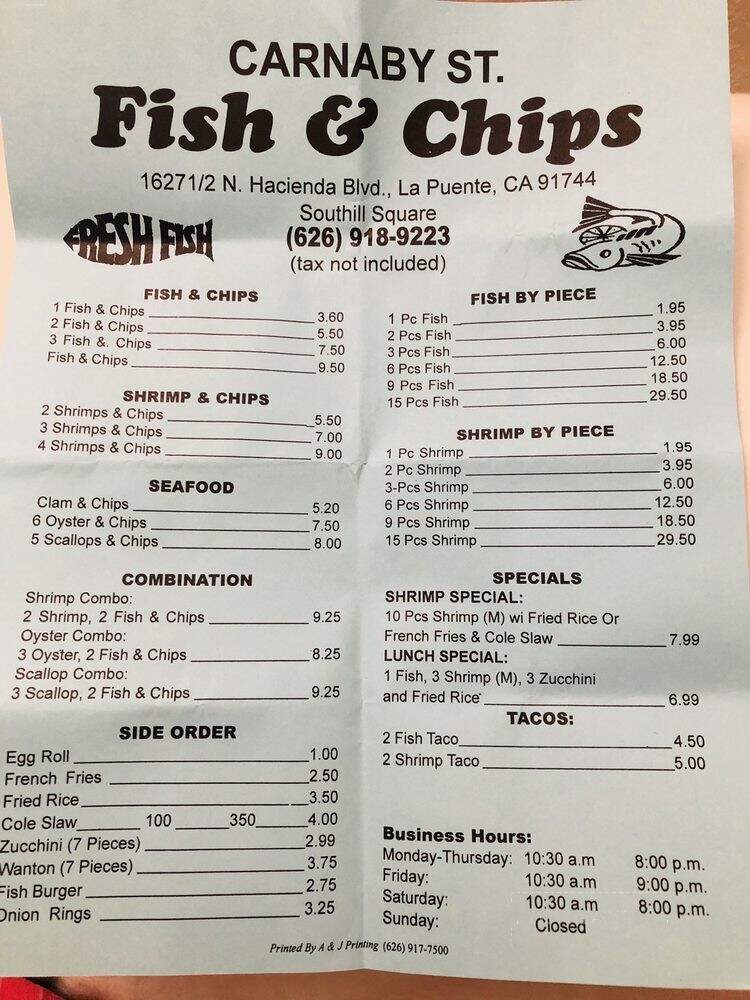 CARNABY ST.
Fish & Chips
16271/2 N. Hacienda Blvd., La Puente, CA 91744
Southill Square
FRESH FISH
(626) 918-9223
(tax not included)
FISH & CHIPS
1 Fish & Chips 3.60
2 Fish & Chips 5.50
3 Fish &. Chips 7.50
Fish & Chips 9.50
SHRIMP & CHIPS
2 Shrimps & Chips 5.50
3 Shrimps & Chips 7.00
4 Shrimps & Chips 9.00
SEAFOOD
Clam & Chips 5.20
6 Oyster & Chips 7.50
5 Scallops & Chips 8.00
COMBINATION
Shrimp Combo:
2 Shrimp, 2 Fish & Chips 9.25
Oyster Combo:
3 Oyster, 2 Fish & Chips 8.25
Scallop Combo:
3 Scallop, 2 Fish & Chips 9.25
SIDE ORDER
Egg Roll 1.00
French Fries 2.50
Fried Rice 3.50
Cole Slaw 100 350 4.00
Zucchini (7 Pieces) 2.99
Wanton (7 Pieces) 3.75
Fish Burger 2.75
Onion Rings 3.25
FISH BY PIECE
1 Pc Fish 1.95
2 Pcs Fish 3.95
3 Pcs Fish 6.00
6 Pcs Fish 12.50
9 Pcs Fish 18.50
15 Pcs Fish 29.50
SHRIMP BY PIECE
1 Pc Shrimp 1.95
2 Pc Shrimp 3.95
3-Pcs Shrimp 6.00
6 Pcs Shrimp 12.50
9 Pcs Shrimp 18.50
15 Pcs Shrimp 29.50
SPECIALS
SHRIMP SPECIAL:
10 Pcs Shrimp (M) wi Fried Rice Or
French Fries & Cole Slaw 7.99
LUNCH SPECIAL:
1 Fish, 3 Shrimp (M), 3 Zucchini
and Fried Rice 6.99
TACOS:
2 Fish Taco 4.50
2 Shrimp Taco 5.00
Business Hours:
Monday-Thursday: 10:30 a.m 8:00 p.m.
Friday: 10:30 a.m 9:00 p.m.
Saturday: 10:30 a.m 8:00 p.m.
Sunday: Closed
Printed By A & J Printing (626) 917-7500